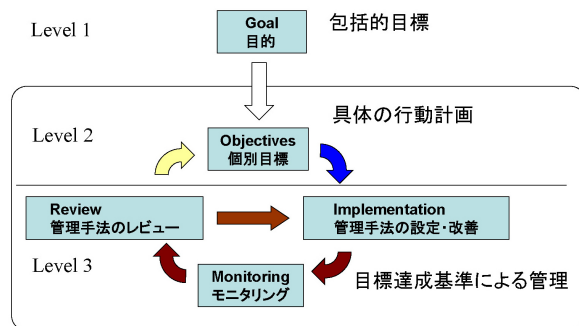 Level 1
Goal
目的
包括的目標
Level 2
Objectives
個別目標
具体の行動計画
Review
管理手法のレビュー
Implementation
管理手法の設定・改善
Level 3
Monitoring
モニタリング
目標達成基準による管理